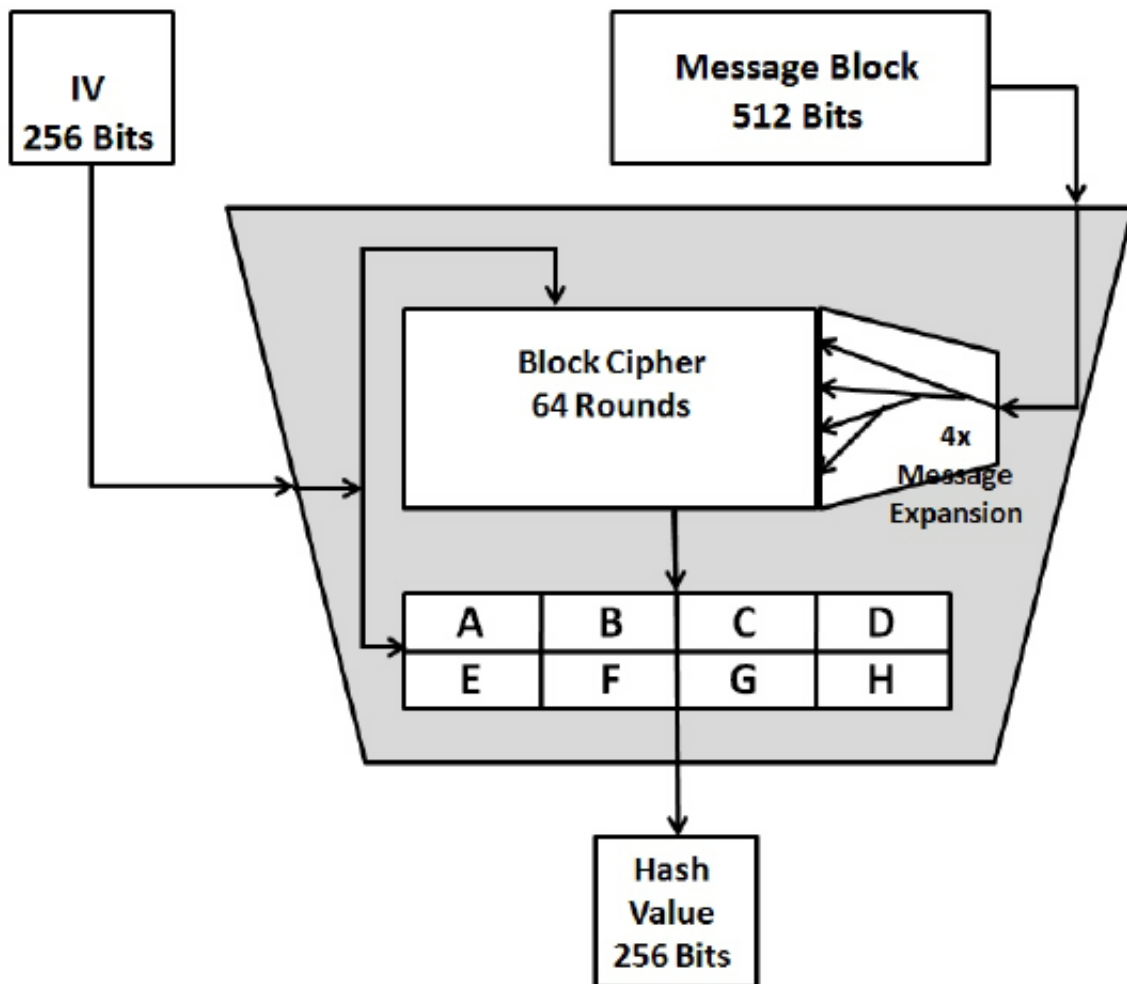 IV
256 Bits
Message Block
512 Bits
Block Cipher
64 Rounds
4x
Message
Expansion
A B C D
E F G H
Hash
Value
256 Bits